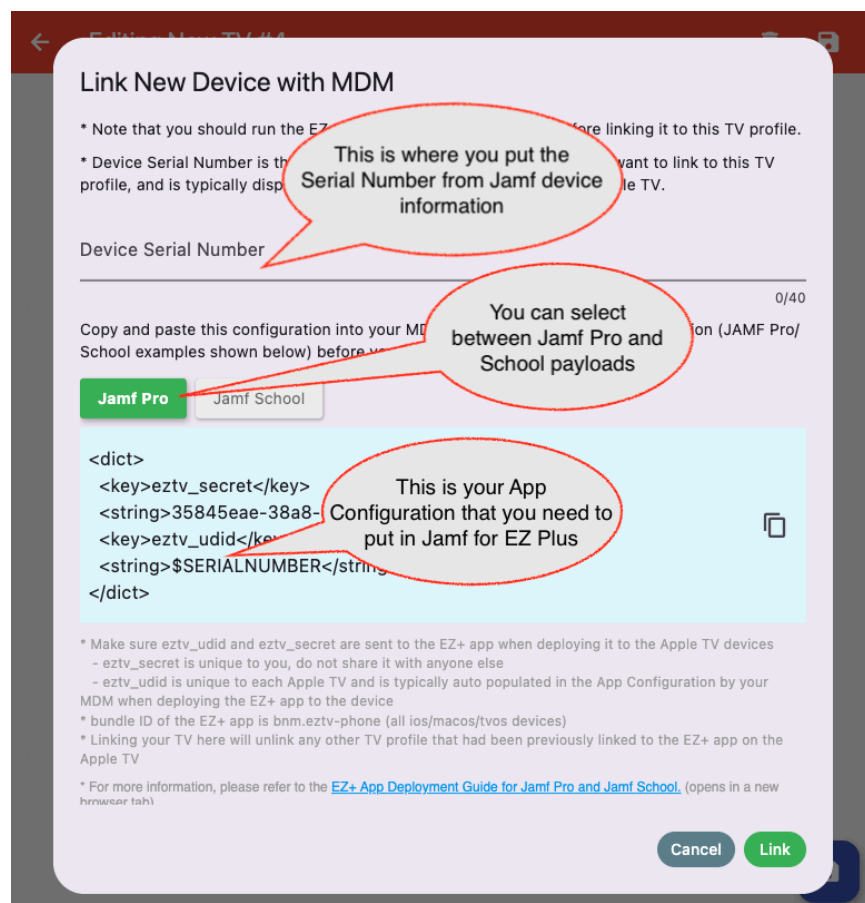 Editing New TV #4
Link New Device with MDM
* Note that you should run the EZ
fore linking it to this TV profile.
* Device Serial Number is th
want to link to this TV
profile, and is typically disp
le TV.
This is where you put the
Serial Number from Jamf device
information
Device Serial Number
0/40
You can select
between Jamf Pro and
School payloads
Copy and paste this configuration into your MD
on (JAMF Pro/
School examples shown below) before y
Jamf Pro
Jamf School
<dict>
<key>eztv_secret</key>
<string>35845eae-38a8-
<key>eztv_udid</key
<string>$SERIALNUMBER</string
</dict>
This is your App
Configuration that you need to
put in Jamf for EZ Plus
* Make sure eztv_udid and eztv_secret are sent to the EZ+ app when deploying it to the Apple TV devices
- eztv_secret is unique to you, do not share it with anyone else
- eztv_udid is unique to each Apple TV and is typically auto populated in the App Configuration by your
MDM when deploying the EZ+ app to the device
* bundle ID of the EZ+ app is bnm.eztv-phone (all ios/macos/tvos devices)
* Linking your TV here will unlink any other TV profile that had been previously linked to the EZ+ app on the
Apple TV
* For more information, please refer to the EZ+ App Deployment Guide for Jamf Pro and Jamf School. (opens in a new
browser tab)
Cancel
Link